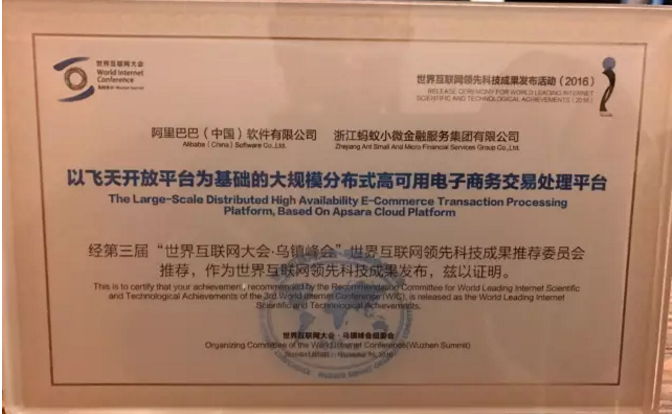 世界互联网大会
World Internet
Conference
世界互联网领先科技成果发布活动（2016）
RELEASE CEREMONY FOR WORLD LEADING INTERNET
SCIENTIFIC AND TECHNOLOGICAL ACHIEVEMENTS (2016)
阿里巴巴（中国）软件有限公司 浙江蚂蚁小微金融服务集团有限公司
Alibaba (China) Software Co.,Ltd. Zhejiang Ant Small And Micro Financial Services Group Co.,Ltd.
以飞天开放平台为基础的大规模分布式高可用电子商务交易处理平台
The Large-Scale Distributed High Availability E-Commerce Transaction Processing
Platform, Based On Apsara Cloud Platform
经第三届“世界互联网大会·乌镇峰会”世界互联网领先科技成果推荐委员会
推荐，作为世界互联网领先科技成果发布，兹以证明。
This is to certify that your achievement, recommended by the Recommendation Committee for World Leading Internet Scientific
and Technological Achievements of the 3rd World Internet Conference (WIC), is released as the World Leading Internet
Scientific and Technological Achievements.
世界互联网大会·乌镇峰会组委会
Organizing Committee of the World Internet Conference(Wuzhen Summit)